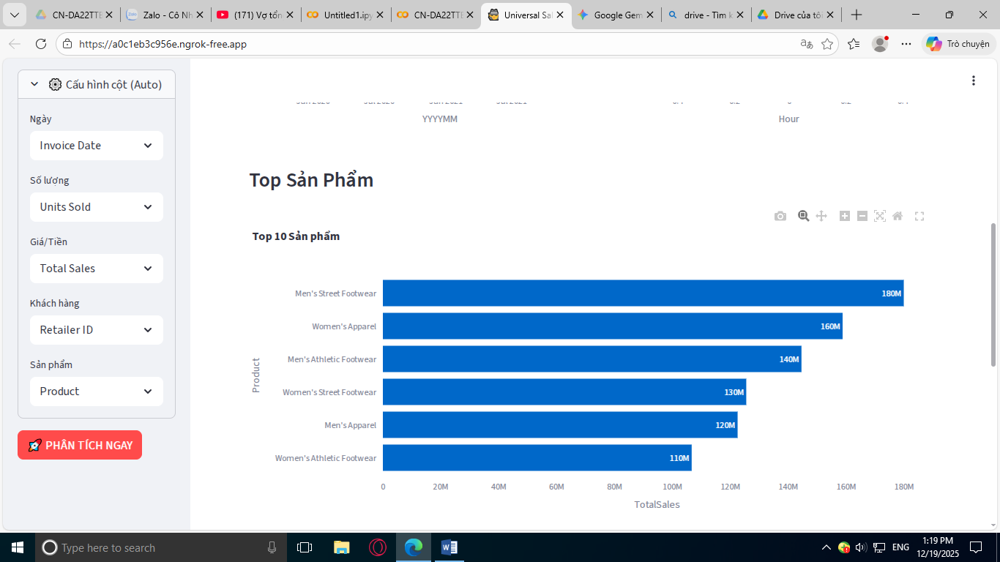 CN-DA22TTE
Zalo - Cô Nh
(171) Vợ tổn
Untitled1.ipy
CN-DA22TTE
Universal Sal
Google Gem
drive - Tìm k
Drive của tôi
https://a0c1eb3c956e.ngrok-free.app
Trò chuyện
Cấu hình cột (Auto)
Ngày
Invoice Date
Số lượng
Units Sold
Giá/Tiền
Total Sales
Khách hàng
Retailer ID
Sản phẩm
Product
PHÂN TÍCH NGAY
YYYYMM
Hour
Top Sản Phẩm
Top 10 Sản phẩm
Product
Men's Street Footwear 180M
Women's Apparel 160M
Men's Athletic Footwear 140M
Women's Street Footwear 130M
Men's Apparel 120M
Women's Athletic Footwear 110M
0 20M 40M 60M 80M 100M 120M 140M 160M 180M
TotalSales
Type here to search
ENG
1:19 PM
12/19/2025